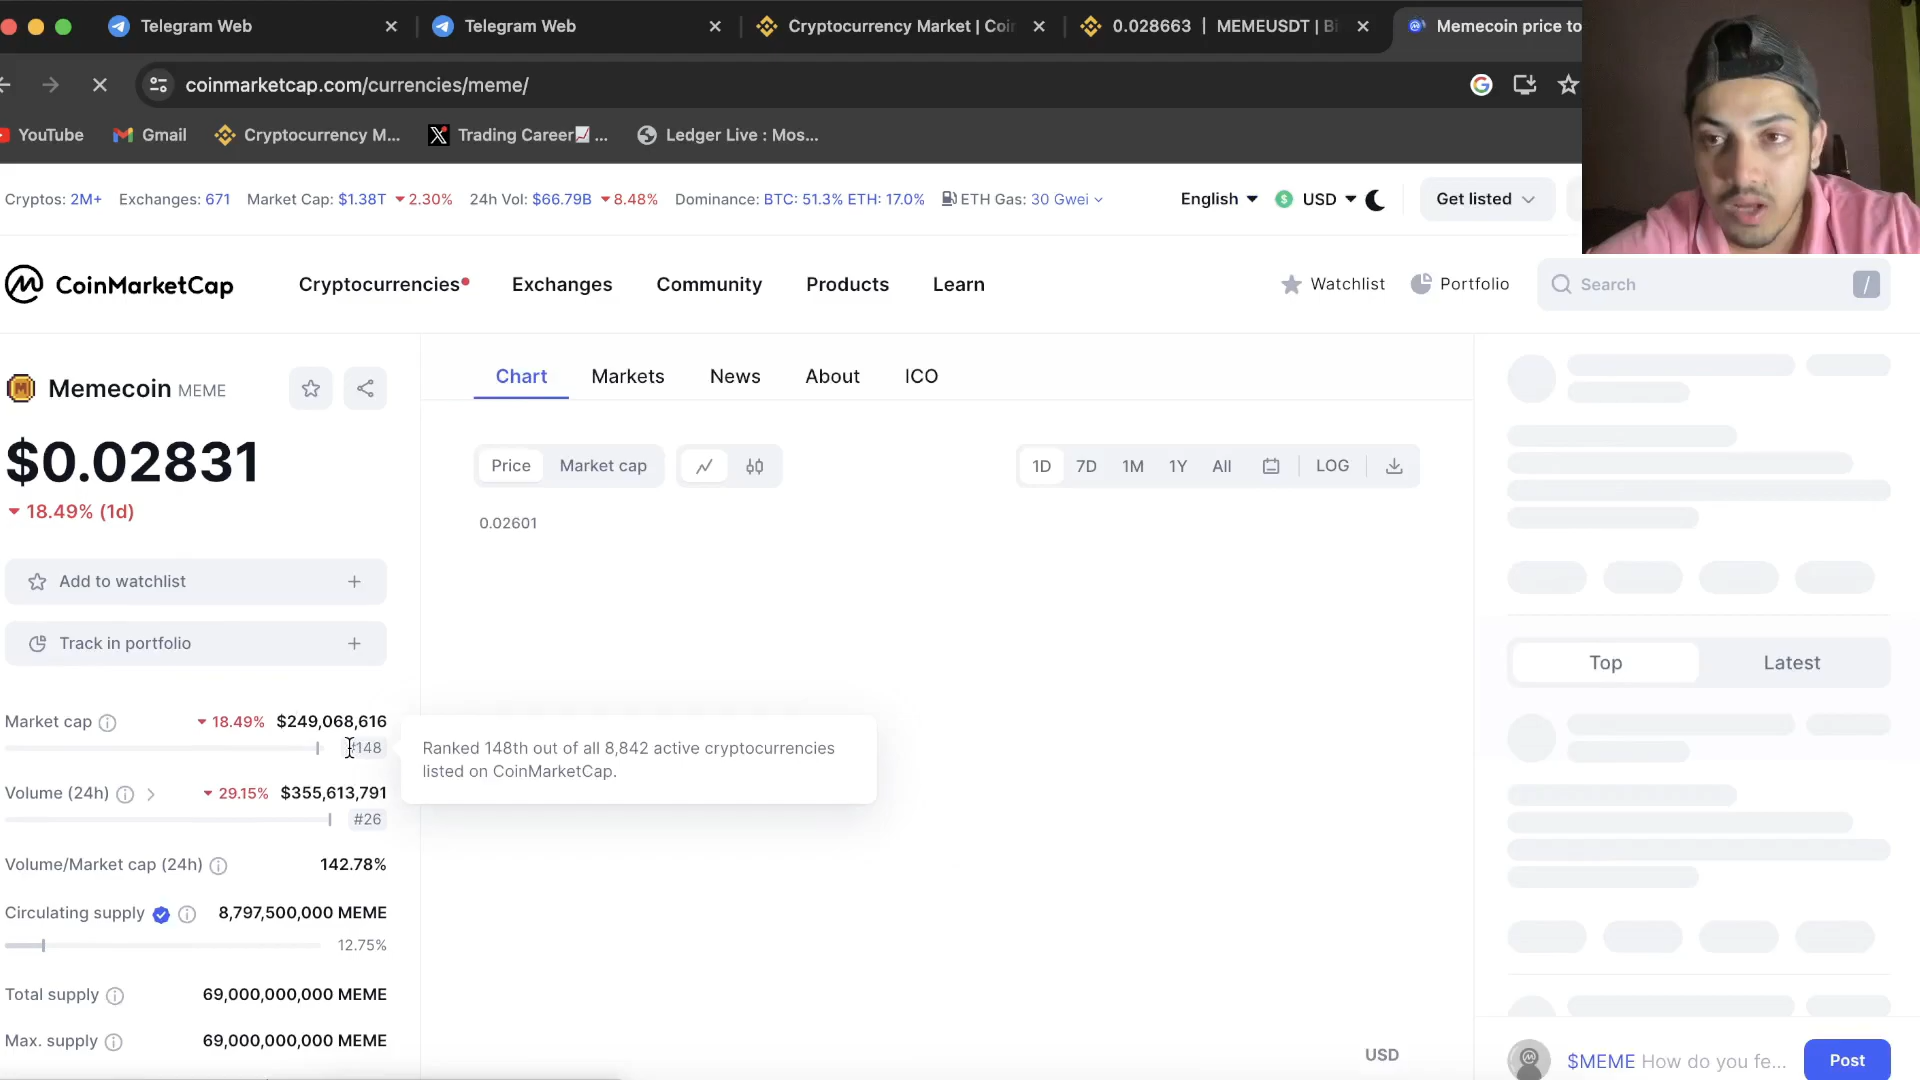 Telegram Web
Telegram Web
Cryptocurrency Market | Coin
0.028663 | MEMEUSDT | Bi
Memecoin price to
coinmarketcap.com/currencies/meme/
YouTube
Gmail
Cryptocurrency M...
Trading Career📈 ...
Ledger Live : Mos...
Cryptos: 2M+ Exchanges: 671 Market Cap: $1.38T 2.30% 24h Vol: $66.79B 8.48% Dominance: BTC: 51.3% ETH: 17.0% ETH Gas: 30 Gwei
English
USD
Get listed
CoinMarketCap
Cryptocurrencies
Exchanges
Community
Products
Learn
Watchlist
Portfolio
Search
/
Memecoin MEME
$0.02831
18.49% (1d)
Add to watchlist +
Track in portfolio +
Market cap 18.49% $249,068,616
#148
Volume (24h) 29.15% $355,613,791
#26
Volume/Market cap (24h) 142.78%
Circulating supply 8,797,500,000 MEME
12.75%
Total supply 69,000,000,000 MEME
Max. supply 69,000,000,000 MEME
Chart
Markets
News
About
ICO
Price
Market cap
1D
7D
1M
1Y
All
LOG
0.02601
Ranked 148th out of all 8,842 active cryptocurrencies
listed on CoinMarketCap.
USD
Top
Latest
$MEME How do you fe...
Post